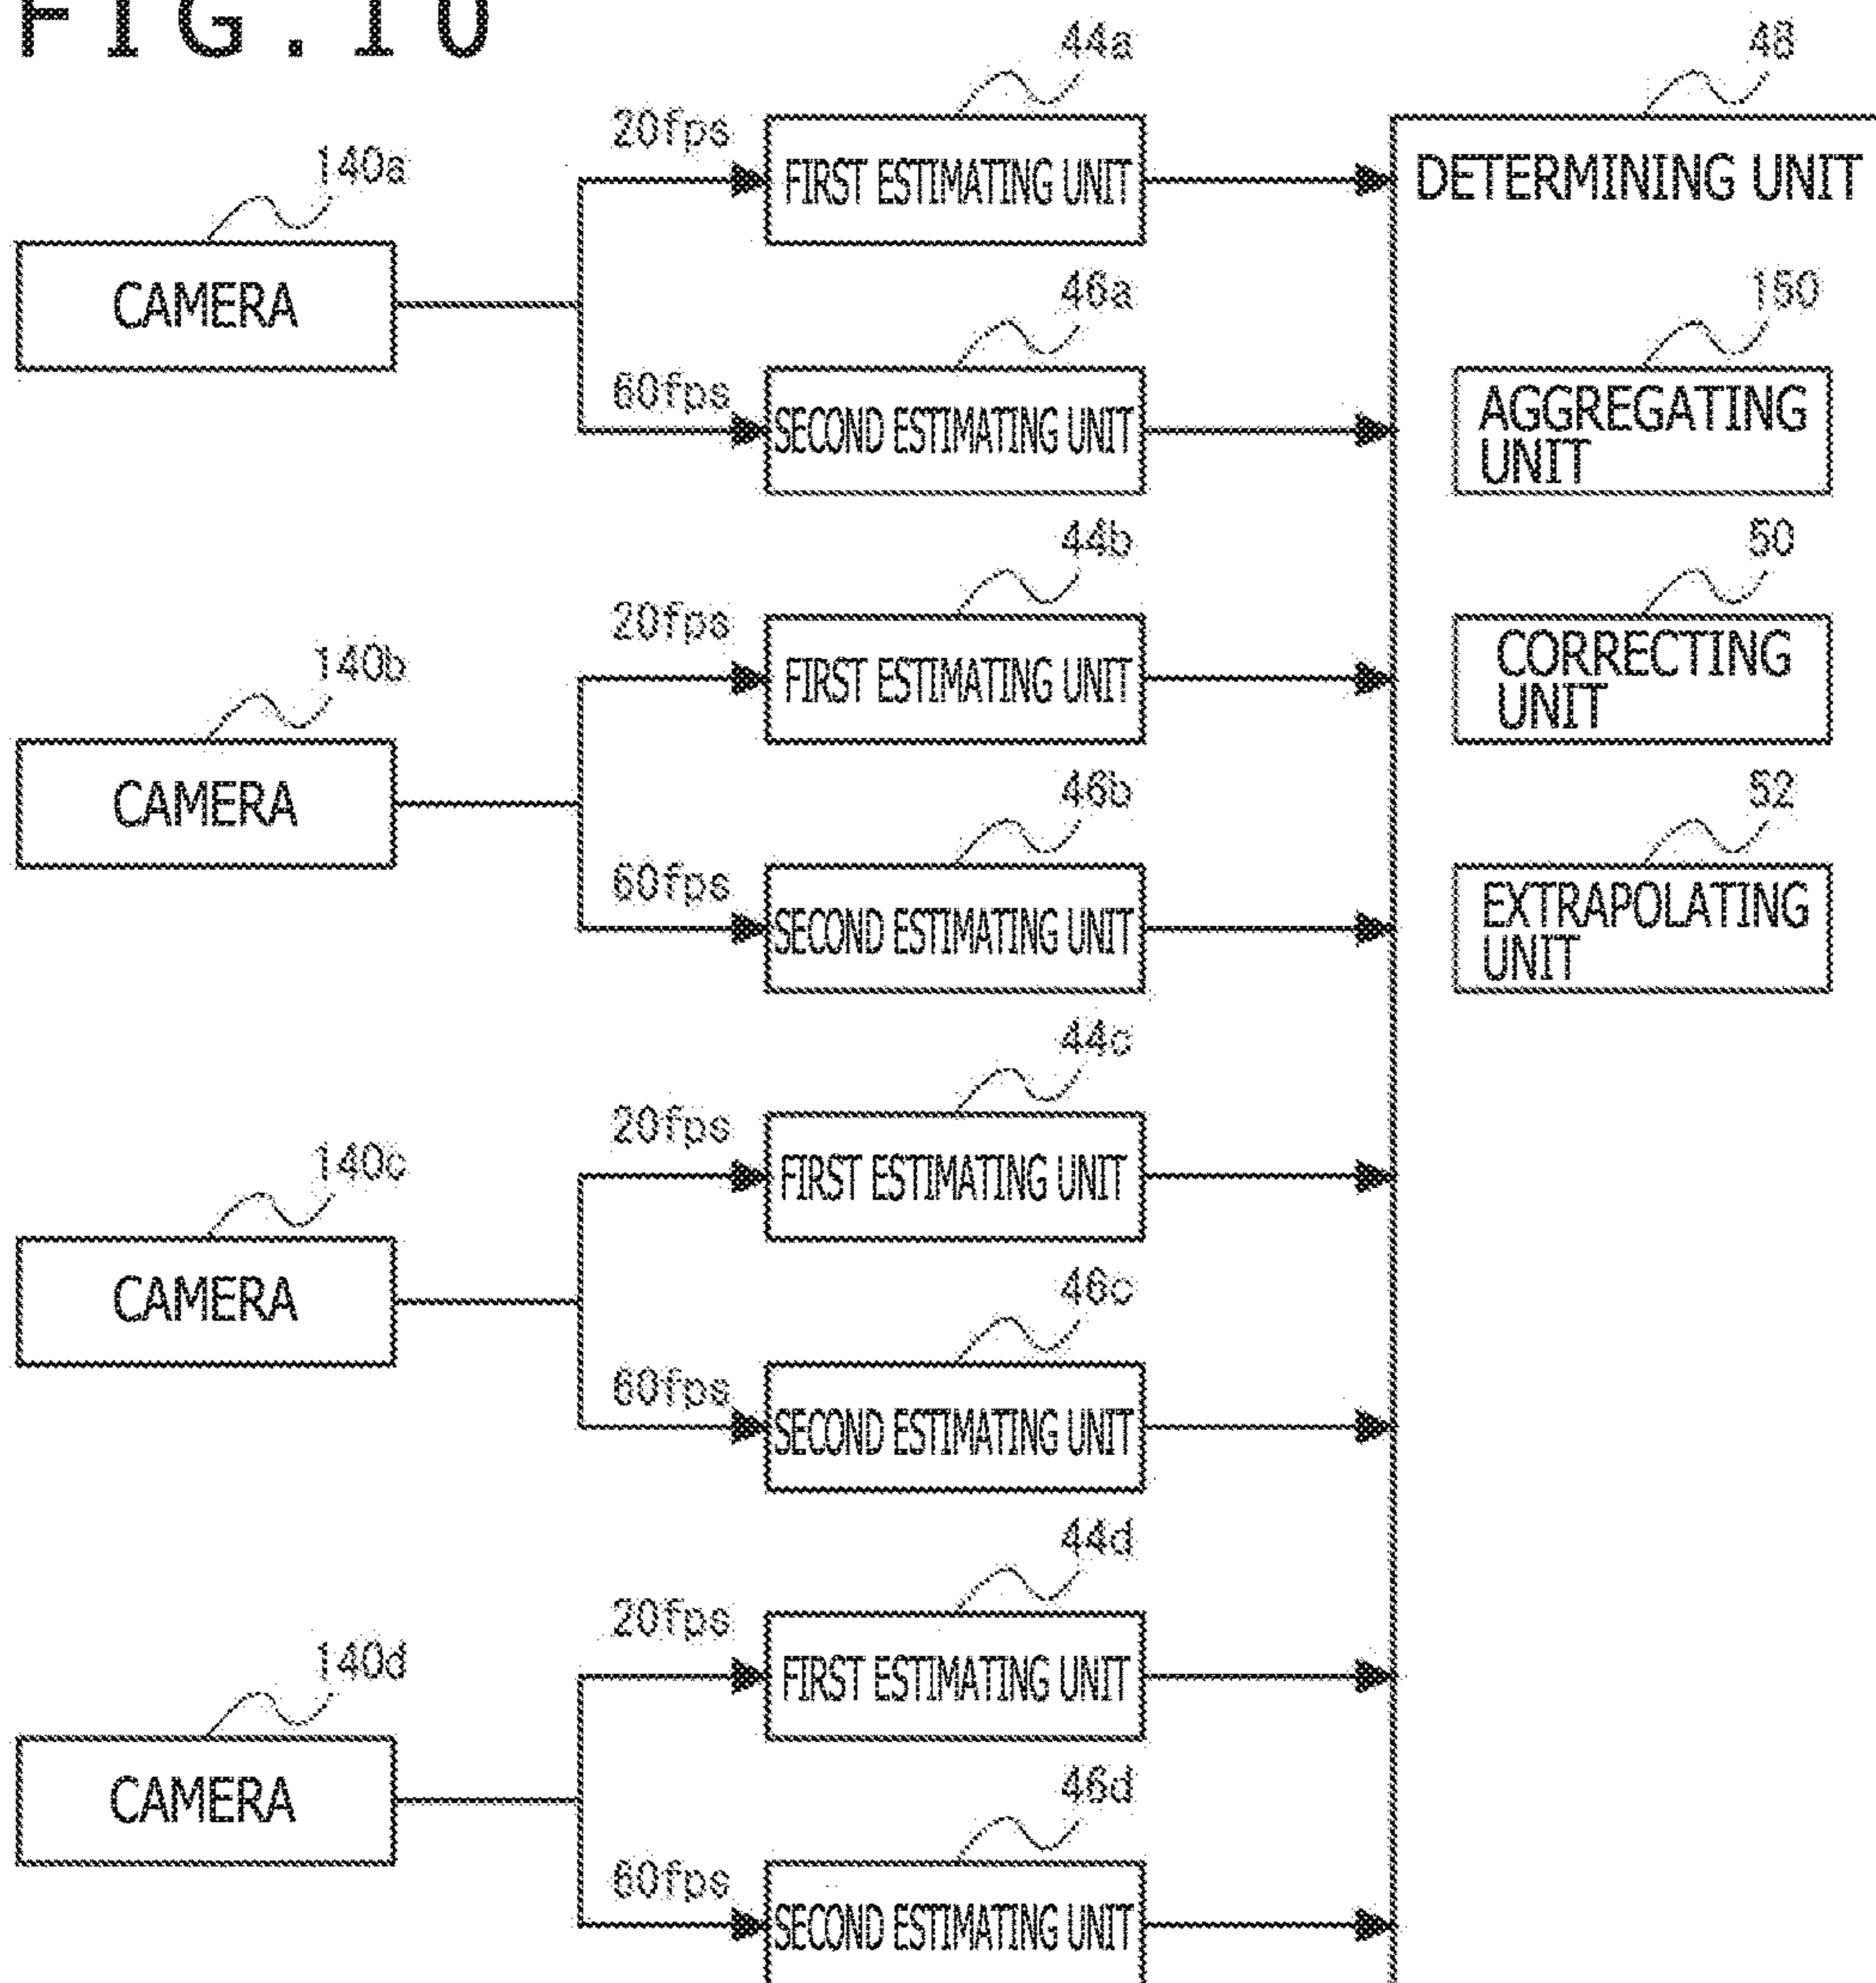 FIG.10
44a
48
20fps
FIRST ESTIMATING UNIT
DETERMINING UNIT
140a
CAMERA
46a
150
60fps
SECOND ESTIMATING UNIT
AGGREGATING
UNIT
44b
50
20fps
FIRST ESTIMATING UNIT
CORRECTING
UNIT
140b
CAMERA
46b
52
60fps
SECOND ESTIMATING UNIT
EXTRAPOLATING
UNIT
44c
20fps
FIRST ESTIMATING UNIT
140c
CAMERA
46c
60fps
SECOND ESTIMATING UNIT
44d
20fps
FIRST ESTIMATING UNIT
140d
CAMERA
46d
60fps
SECOND ESTIMATING UNIT